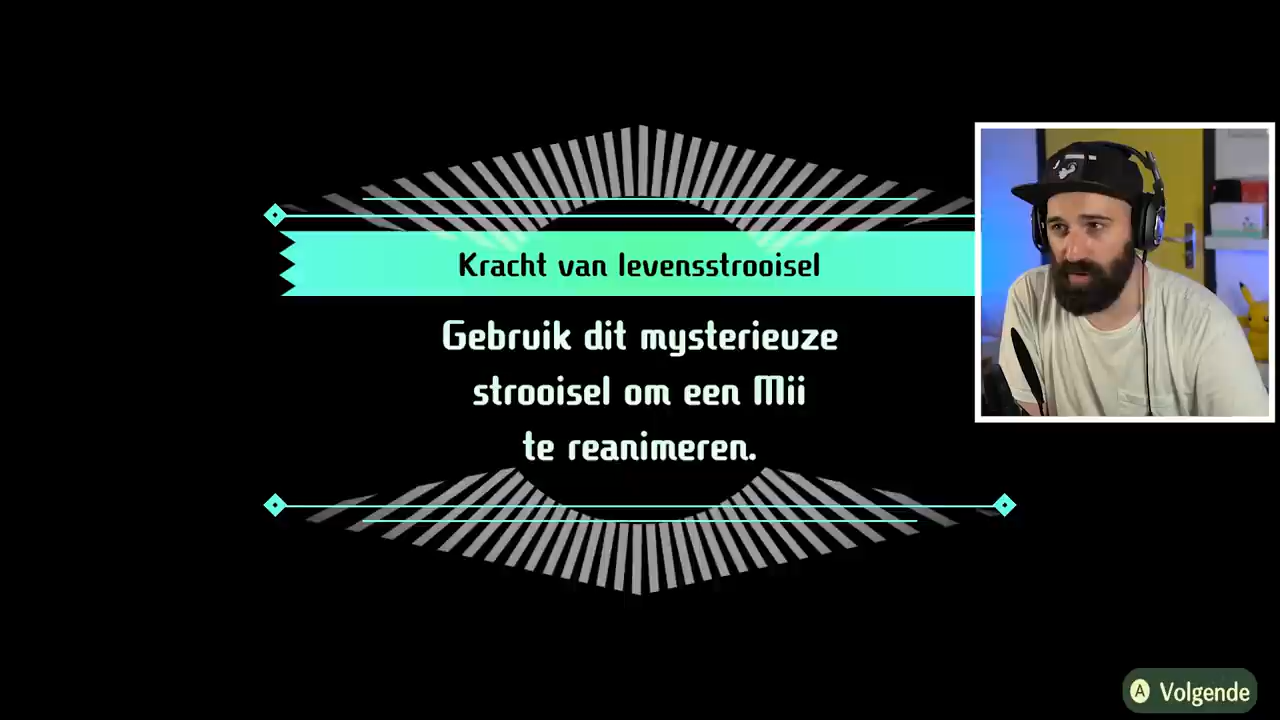 Kracht van levensstrooisel
Gebruik dit mysterieuze
strooisel om een Mii
te reanimeren.
A Volgende